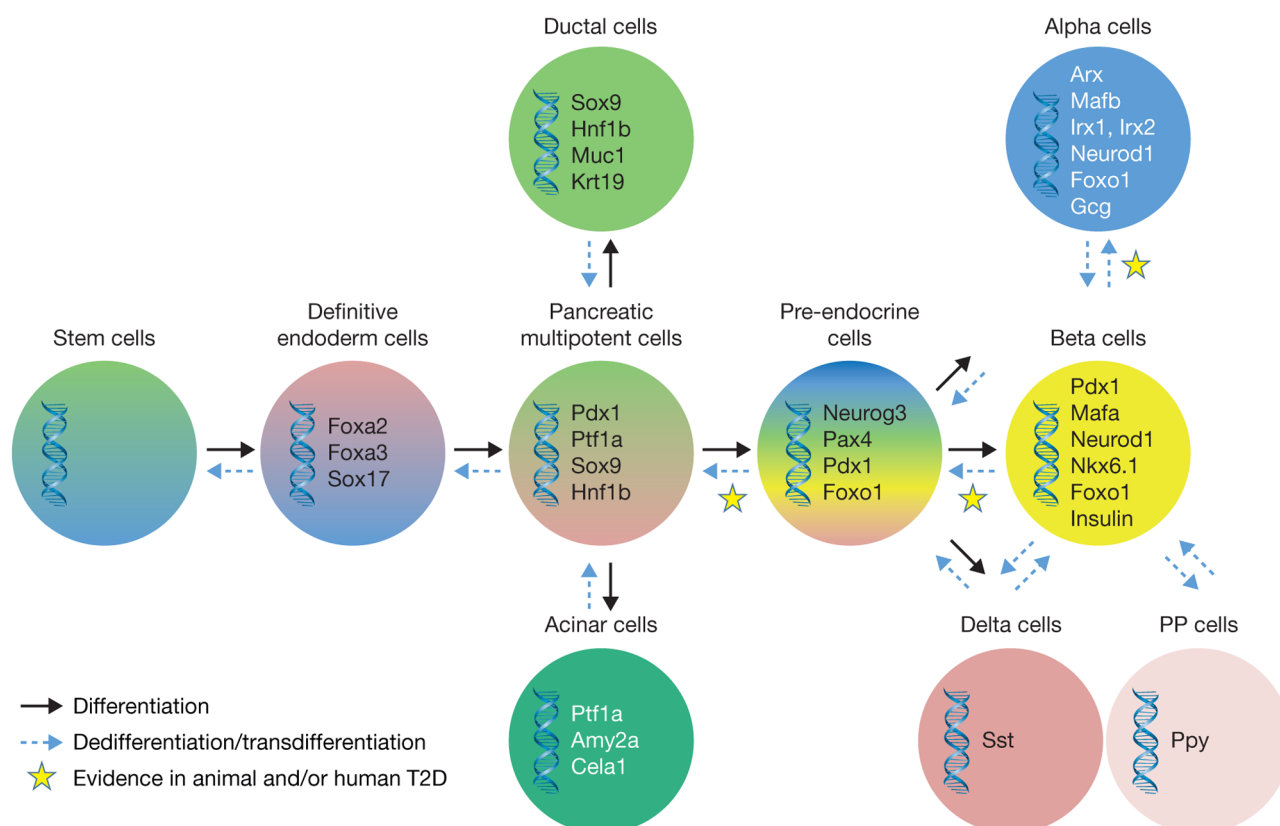 Ductal cells
Sox9
Hnf1b
Muc1
Krt19
Alpha cells
Arx
Mafb
Irx1, Irx2
Neurod1
Foxo1
Gcg
Stem cells
Definitive
endoderm cells
Foxa2
Foxa3
Sox17
Pancreatic
multipotent cells
Pdx1
Ptf1a
Sox9
Hnf1b
Pre-endocrine
cells
Neurog3
Pax4
Pdx1
Foxo1
Beta cells
Pdx1
Mafa
Neurod1
Nkx6.1
Foxo1
Insulin
Acinar cells
Ptf1a
Amy2a
Cela1
Delta cells
Sst
PP cells
Ppy
Differentiation
Dedifferentiation/transdifferentiation
Evidence in animal and/or human T2D